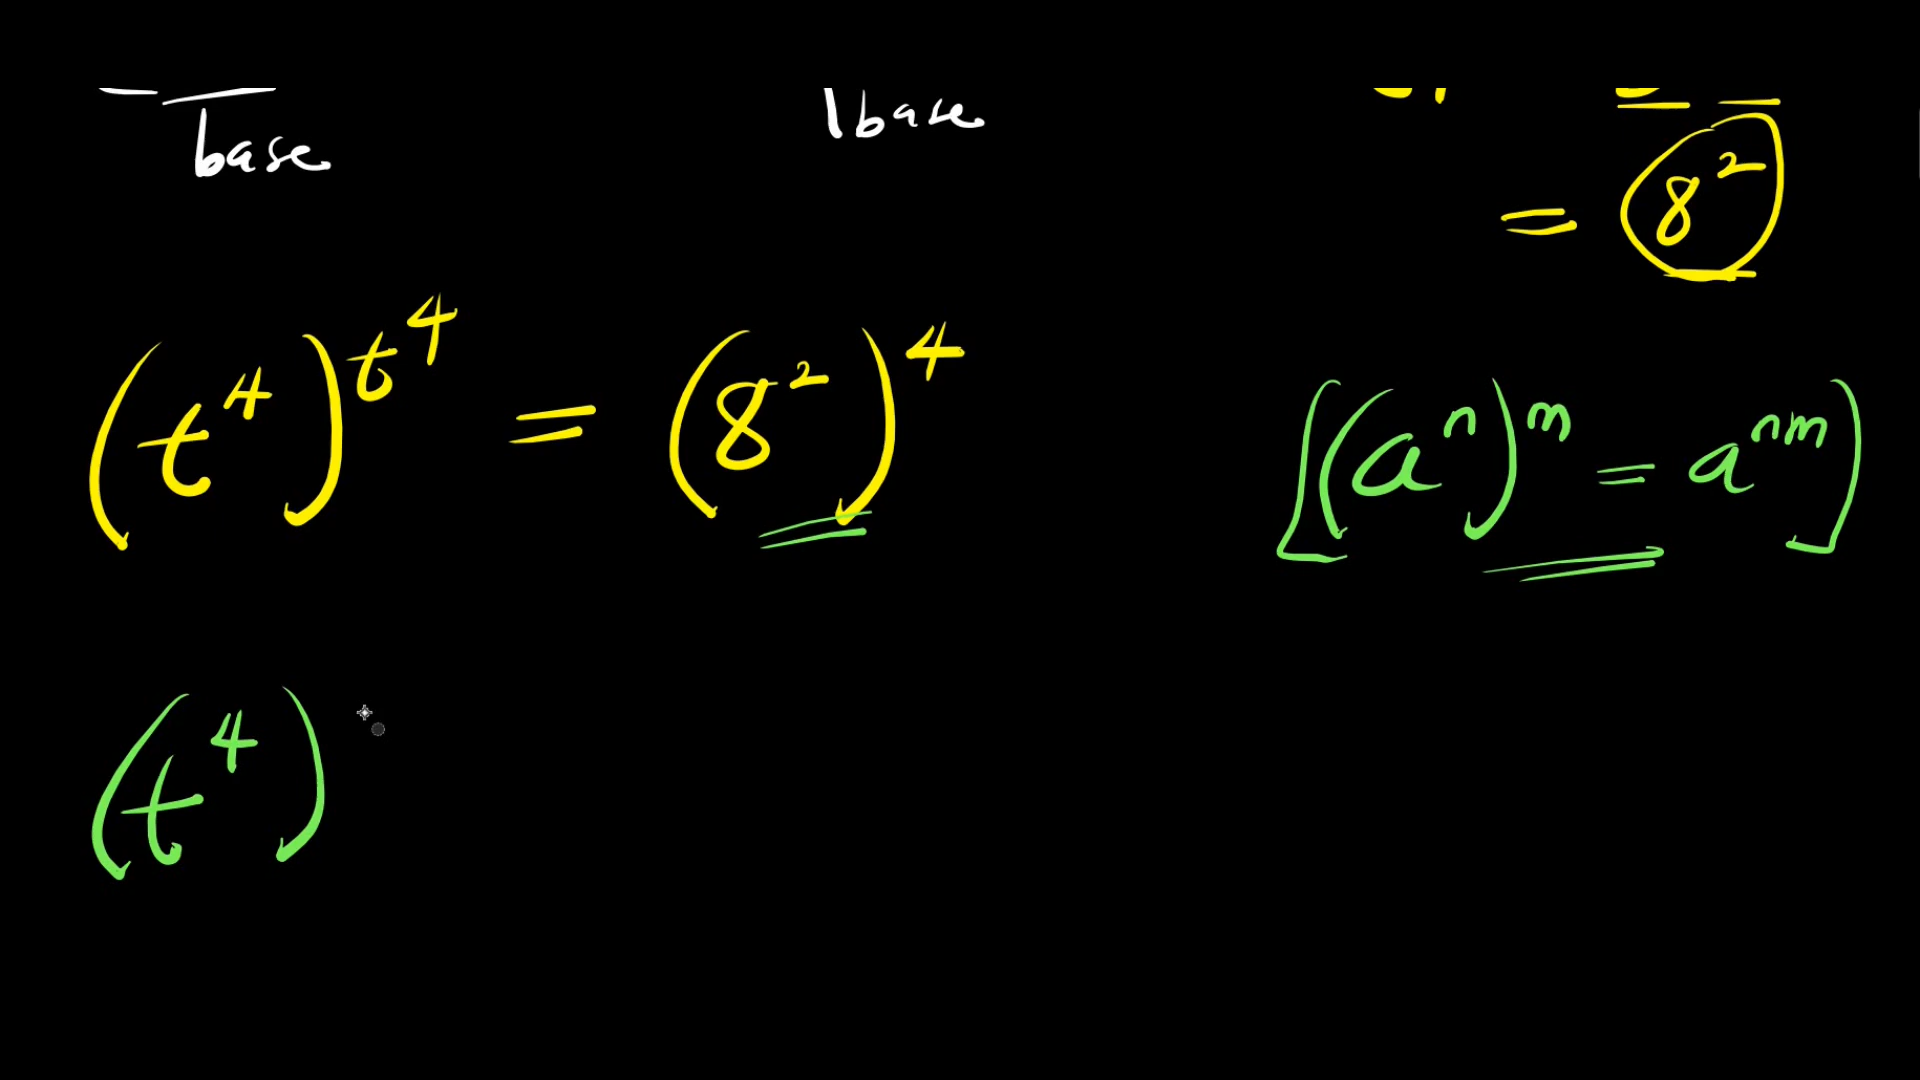 base
base
= 8²
(t⁴)^t⁴ = (8²)⁴
[(aⁿ)ᵐ = aⁿᵐ]
(t⁴)